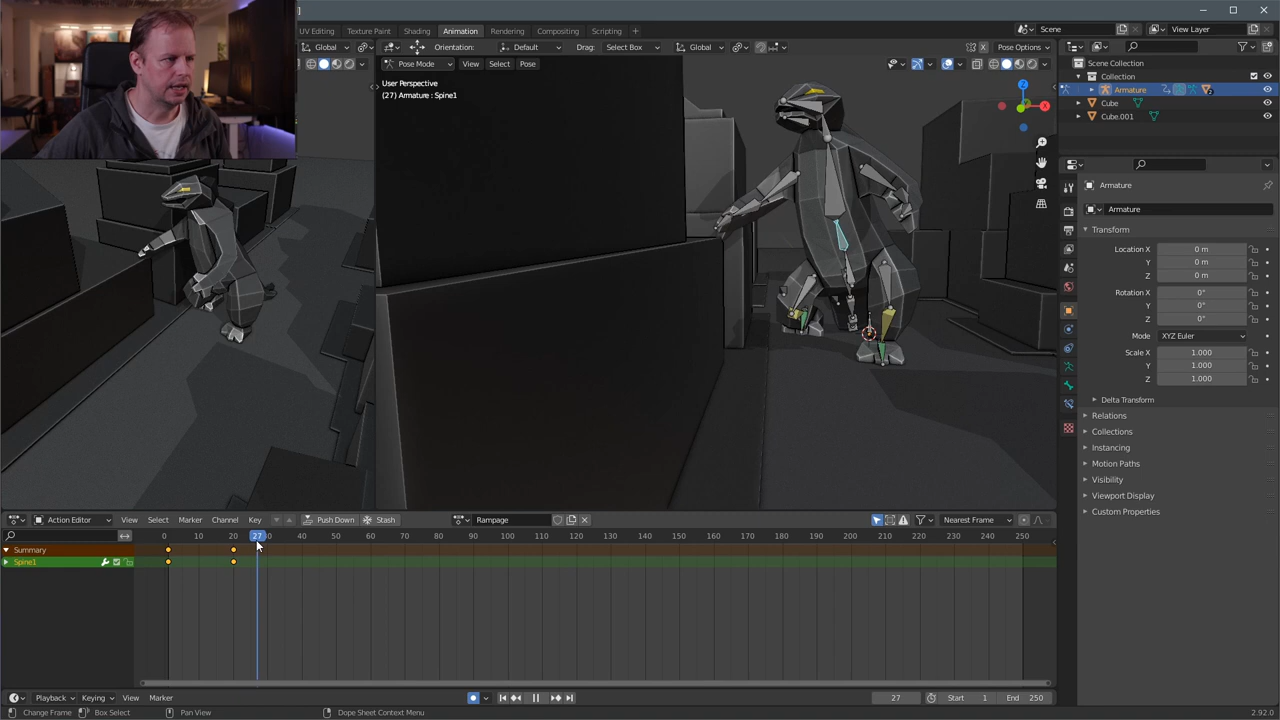 UV Editing Texture Paint Shading Animation Rendering Compositing Scripting + Scene View Layer
Global Orientation: Default Drag: Select Box Global Pose Options
Pose Mode View Select Pose
User Perspective
(27) Armature : Spine1
Scene Collection
Collection
Armature
Cube
Cube.001
Armature
Armature
Transform
Location X 0 m
Y 0 m
Z 0 m
Rotation X 0°
Y 0°
Z 0°
Mode XYZ Euler
Scale X 1.000
Y 1.000
Z 1.000
Delta Transform
Relations
Collections
Instancing
Motion Paths
Visibility
Viewport Display
Custom Properties
Action Editor View Select Marker Channel Key Push Down Stash Rampage Nearest Frame
0 10 20 27 30 40 50 60 70 80 90 100 110 120 130 140 150 160 170 180 190 200 210 220 230 240 250
Summary
Spine1
Playback Keying View Marker 27 Start 1 End 250
Change Frame Box Select Pan View Dope Sheet Context Menu 2.92.0